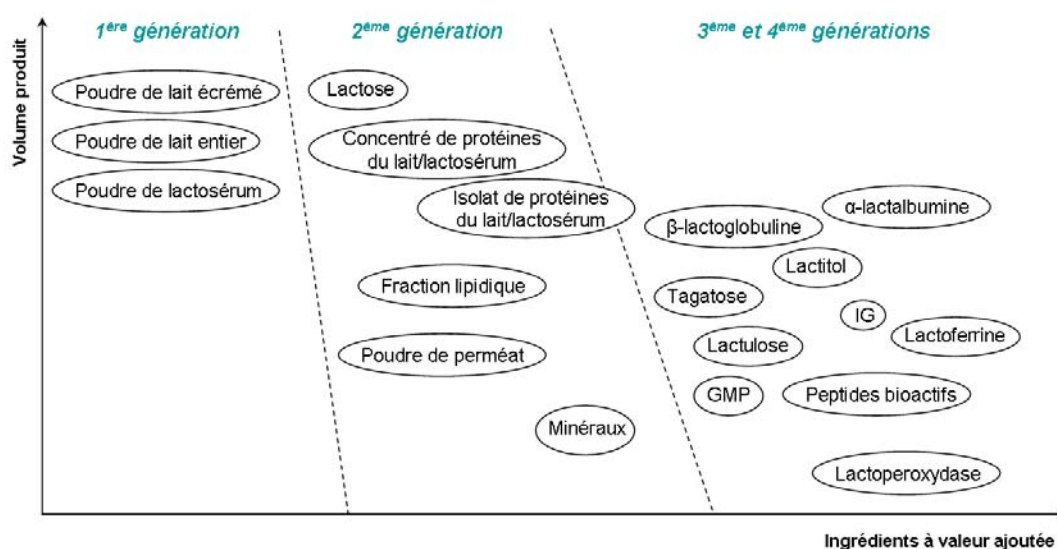 Volume produit
1ère génération
2ème génération
3ème et 4ème générations
Poudre de lait écrémé
Poudre de lait entier
Poudre de lactosérum
Lactose
Concentré de protéines
du lait/lactosérum
Isolat de protéines
du lait/lactosérum
Fraction lipidique
Poudre de perméat
Minéraux
β-lactoglobuline
α-lactalbumine
Lactitol
Tagatose
IG
Lactulose
Lactoferrine
GMP
Peptides bioactifs
Lactoperoxydase
Ingrédients à valeur ajoutée